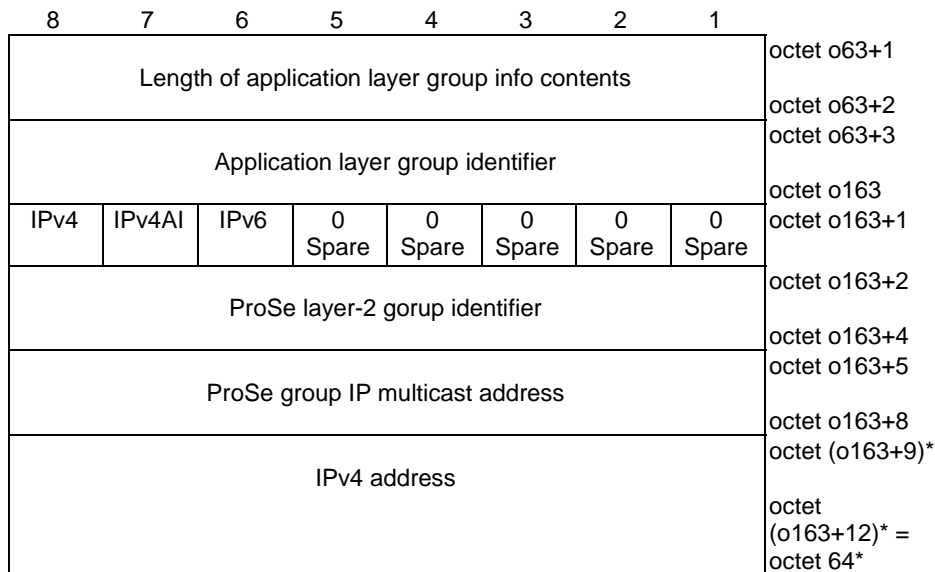 8 7 6 5 4 3 2 1
Length of application layer group info contents
octet o63+1
octet o63+2
Application layer group identifier
octet o63+3
octet o163
IPv4 IPv4AI IPv6 0 0 0 0 0 octet o163+1
Spare Spare Spare Spare Spare
ProSe layer-2 gorup identifier
octet o163+2
octet o163+4
ProSe group IP multicast address
octet o163+5
octet o163+8
IPv4 address
octet (o163+9)*
octet
(o163+12)* =
octet 64*